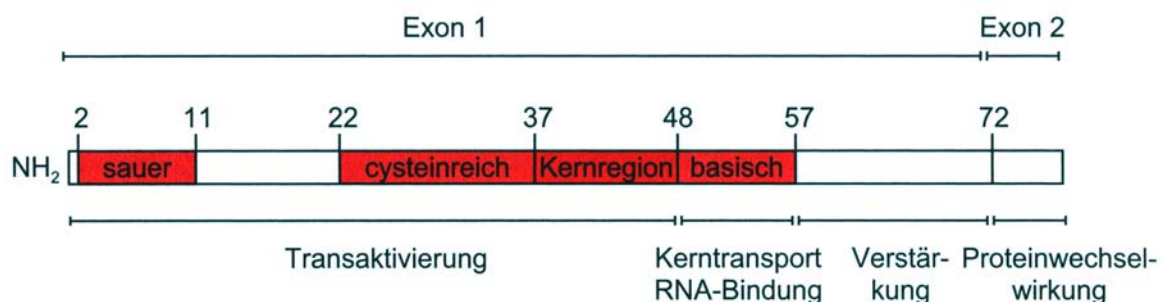 Exon 1 Exon 2
2 11 22 37 48 57 72
NH₂ sauer cysteinreich Kernregion basisch
Transaktivierung Kerntransport Verstär- Proteinwechsel-
RNA-Bindung kung wirkung